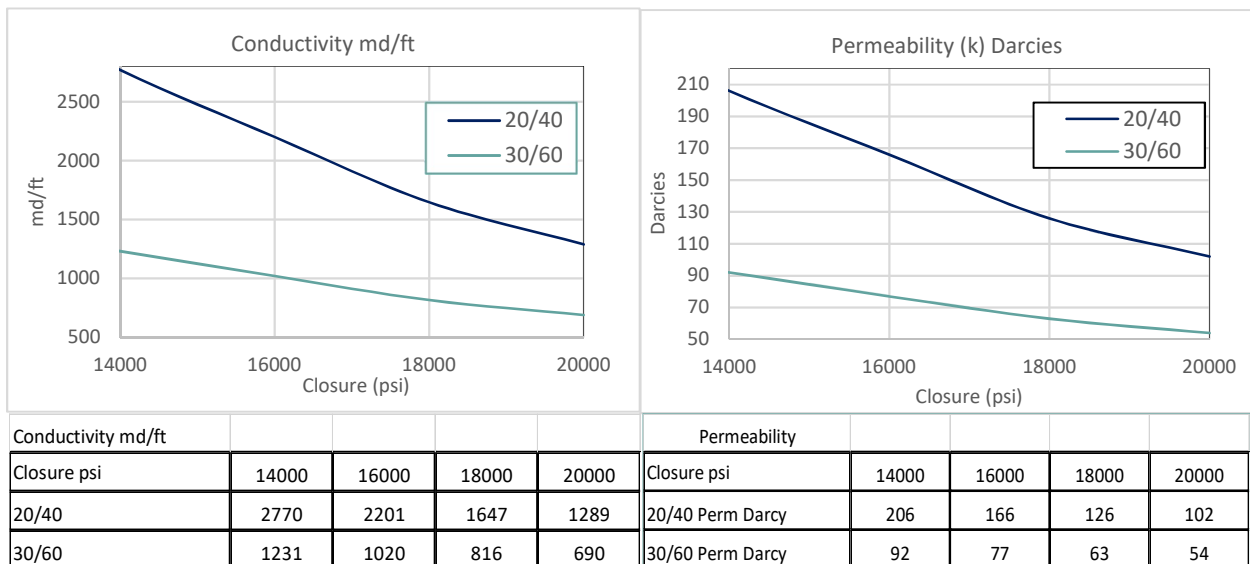 Conductivity md/ft
2500
2000
1500
1000
500
md/ft
20/40
30/60
14000 16000 18000 20000
Closure (psi)
Permeability (k) Darcies
210
190
170
150
130
110
90
70
50
Darcies
20/40
30/60
14000 16000 18000 20000
Closure (psi)
Conductivity md/ft
Closure psi 14000 16000 18000 20000
20/40 2770 2201 1647 1289
30/60 1231 1020 816 690
Permeability
Closure psi 14000 16000 18000 20000
20/40 Perm Darcy 206 166 126 102
30/60 Perm Darcy 92 77 63 54